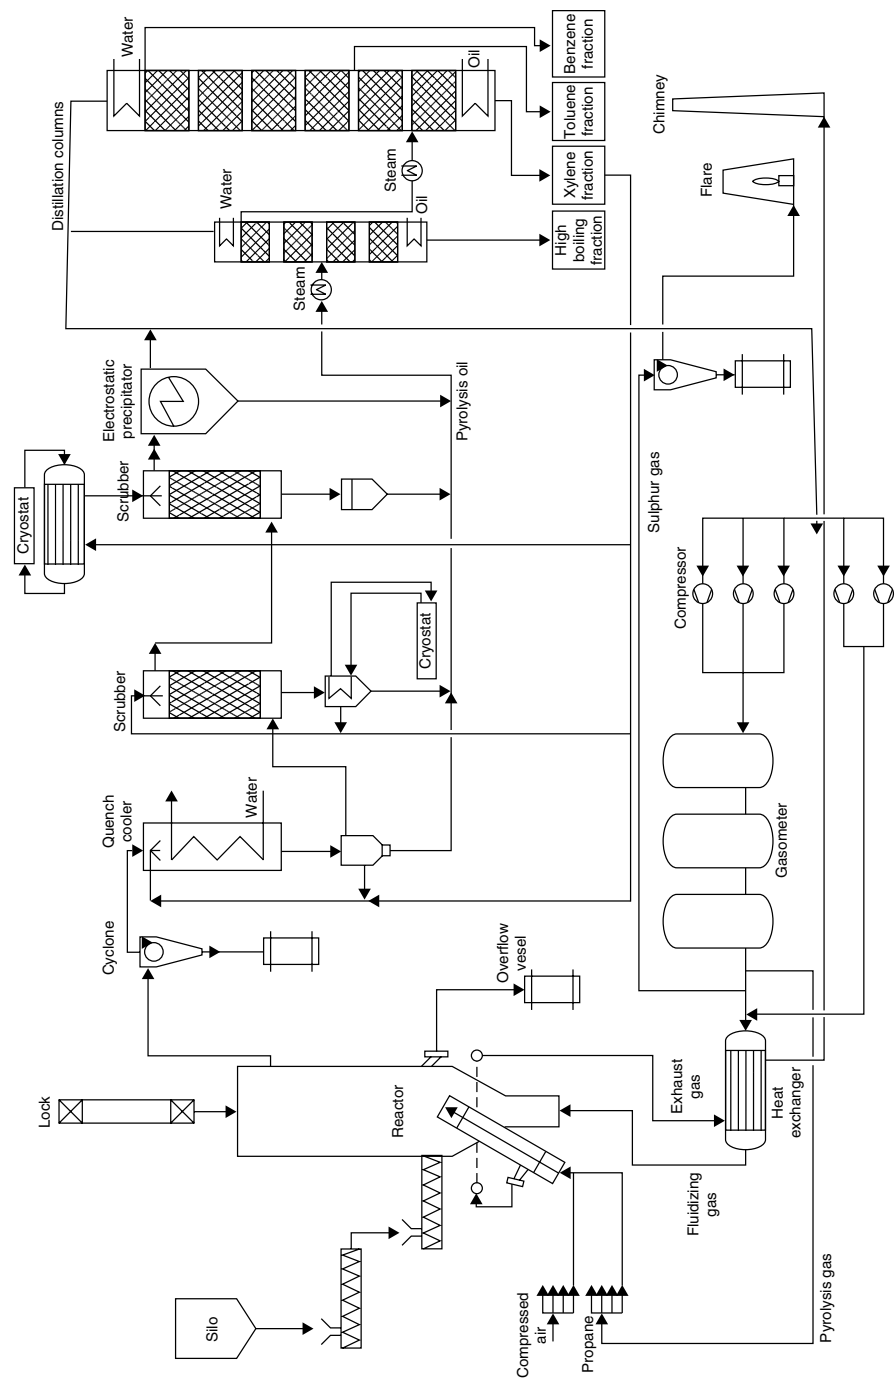 Silo
Lock
Compressed
air
Propane
Pyrolysis gas
Reactor
Fluidizing
gas
Exhaust
gas
Heat
exchanger
Overflow
vesel
Cyclone
Quench
cooler
Water
Gasometer
Scrubber
Cryostat
Compressor
Cryostat
Scrubber
Sulphur gas
Electrostatic
precipitator
Pyrolysis oil
Distillation columns
Steam
Water
Oil
Steam
Water
Oil
M
M
High
boiling
fraction
Xylene
fraction
Toluene
fraction
Benzene
fraction
Flare
Chimney